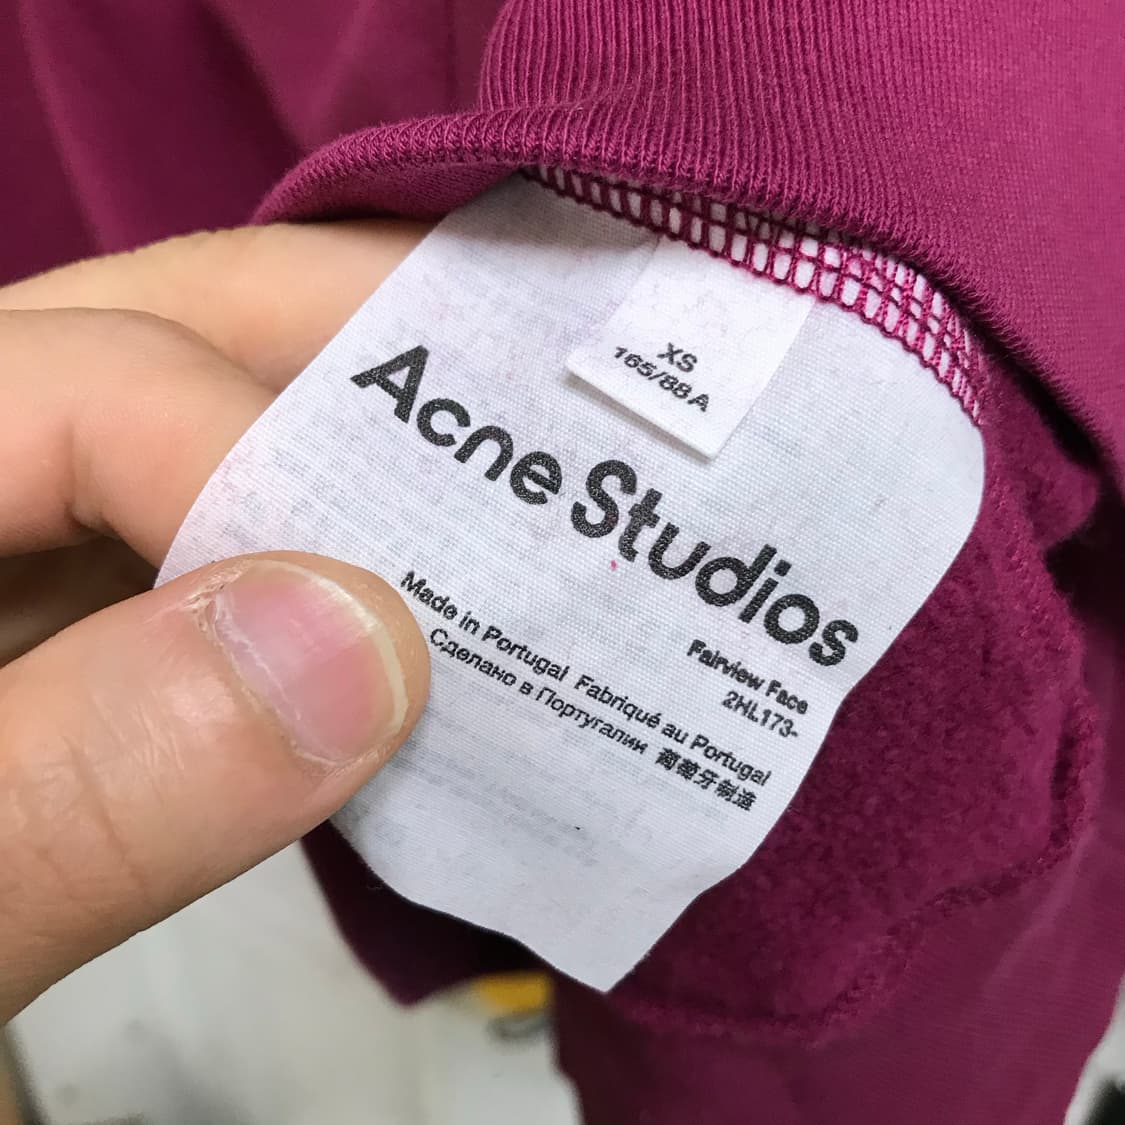 XS
165/88A
Acne Studios
Fairview Face
2HL173-
Made in Portugal Fabriqué au Portugal
Сделано в Португалии 葡萄牙制造